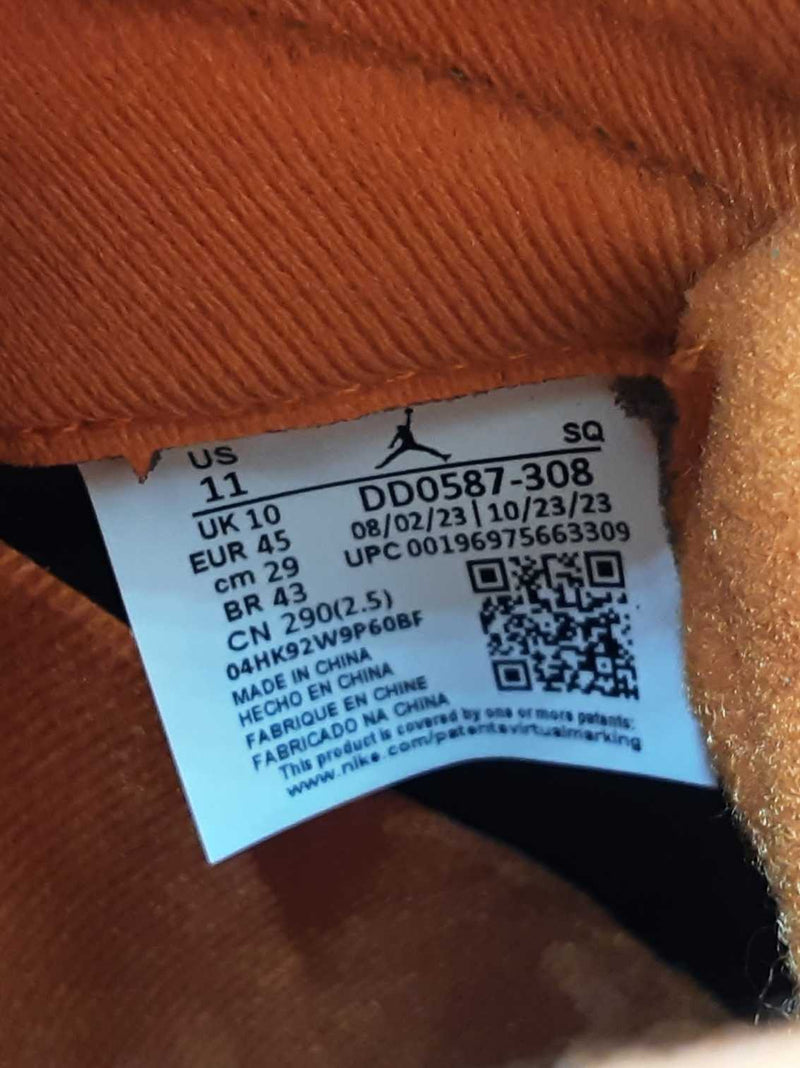 US
SQ
11
DD0587-308
UK 10
08/02/23 | 10/23/23
EUR 45
UPC 00196975663309
cm 29
BR 43
CN 290(2.5)
04HK92W9P60BF
MADE IN CHINA
HECHO EN CHINA
FABRIQUE EN CHINE
FABRICADO NA CHINA
This product is covered by one or more patents:
www.nike.com/patentsvirtualmarking